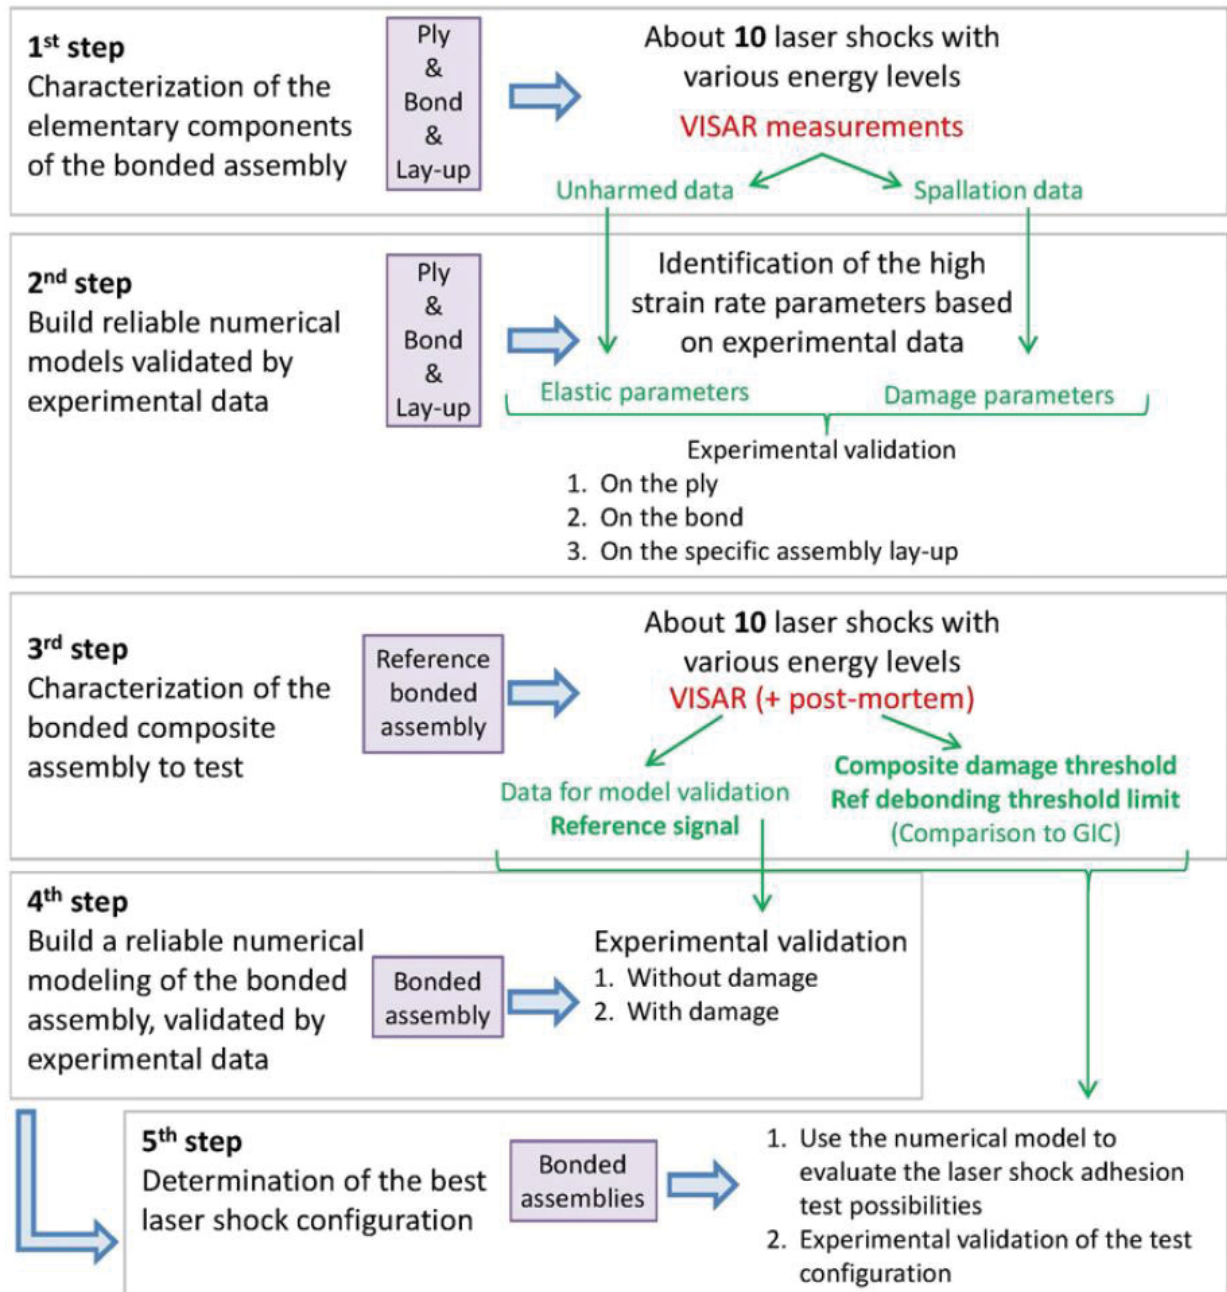 1st step
Characterization of the
elementary components
of the bonded assembly
Ply
&
Bond
&
Lay-up
About 10 laser shocks with
various energy levels
VISAR measurements
Unharmed data
Spallation data
2nd step
Build reliable numerical
models validated by
experimental data
Ply
&
Bond
&
Lay-up
Identification of the high
strain rate parameters based
on experimental data
Elastic parameters
Damage parameters
Experimental validation
1. On the ply
2. On the bond
3. On the specific assembly lay-up
3rd step
Characterization of the
bonded composite
assembly to test
Reference
bonded
assembly
About 10 laser shocks with
various energy levels
VISAR (+ post-mortem)
Data for model validation
Reference signal
Composite damage threshold
Ref debonding threshold limit
(Comparison to GIC)
4th step
Build a reliable numerical
modeling of the bonded
assembly, validated by
experimental data
Bonded
assembly
Experimental validation
1. Without damage
2. With damage
5th step
Determination of the best
laser shock configuration
Bonded
assemblies
1. Use the numerical model to
evaluate the laser shock adhesion
test possibilities
2. Experimental validation of the test
configuration